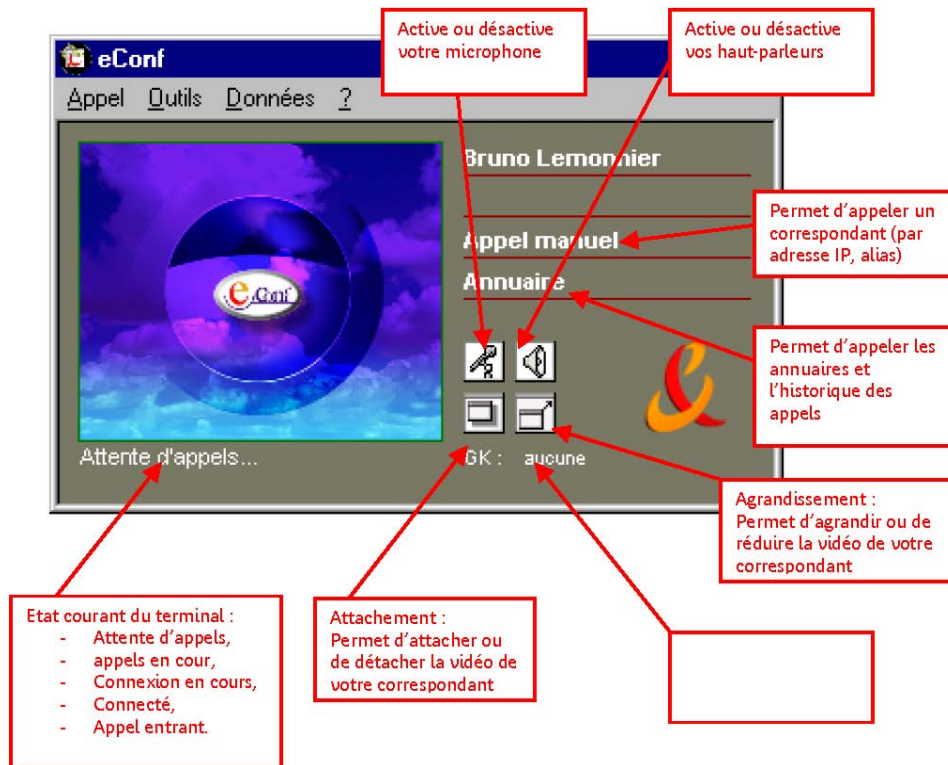 Active ou désactive
votre microphone
Active ou désactive
vos haut-parleurs
eConf
Appel Outils Données ?
Bruno Lemonnier
Appel manuel
Annuaire
e.Conf
Attente d'appels...
GK : aucune
Permet d'appeler un
correspondant (par
adresse IP, alias)
Permet d'appeler les
annuaires et
l'historique des
appels
Agrandissement :
Permet d'agrandir ou de
réduire la vidéo de votre
correspondant
Etat courant du terminal :
- Attente d'appels,
- appels en cour,
- Connexion en cours,
- Connecté,
- Appel entrant.
Attachement :
Permet d'attacher ou
de détacher la vidéo de
votre correspondant